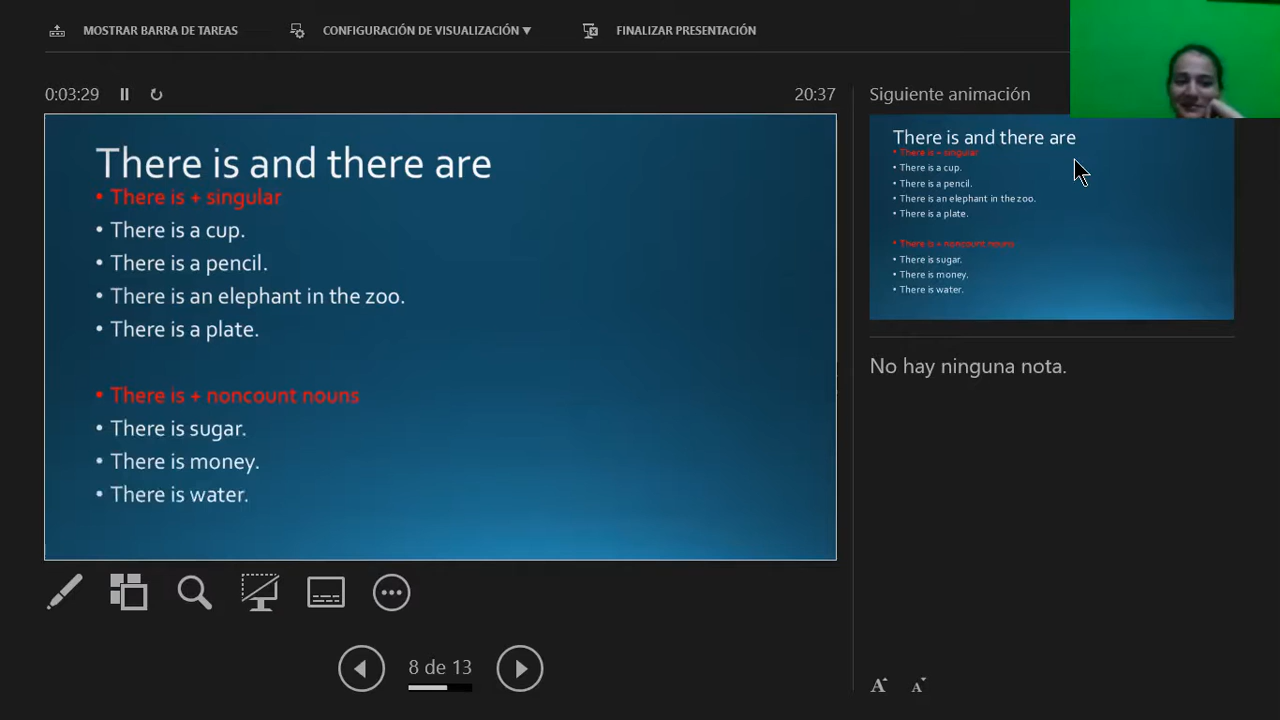 MOSTRAR BARRA DE TAREAS
CONFIGURACIÓN DE VISUALIZACIÓN ▼
FINALIZAR PRESENTACIÓN
0:03:29
20:37
There is and there are
• There is + singular
• There is a cup.
• There is a pencil.
• There is an elephant in the zoo.
• There is a plate.
• There is + noncount nouns
• There is sugar.
• There is money.
• There is water.
8 de 13
Siguiente animación
There is and there are
• There is + singular
• There is a cup.
• There is a pencil.
• There is an elephant in the zoo.
• There is a plate.
• There is + noncount nouns
• There is sugar.
• There is money.
• There is water.
No hay ninguna nota.
A A